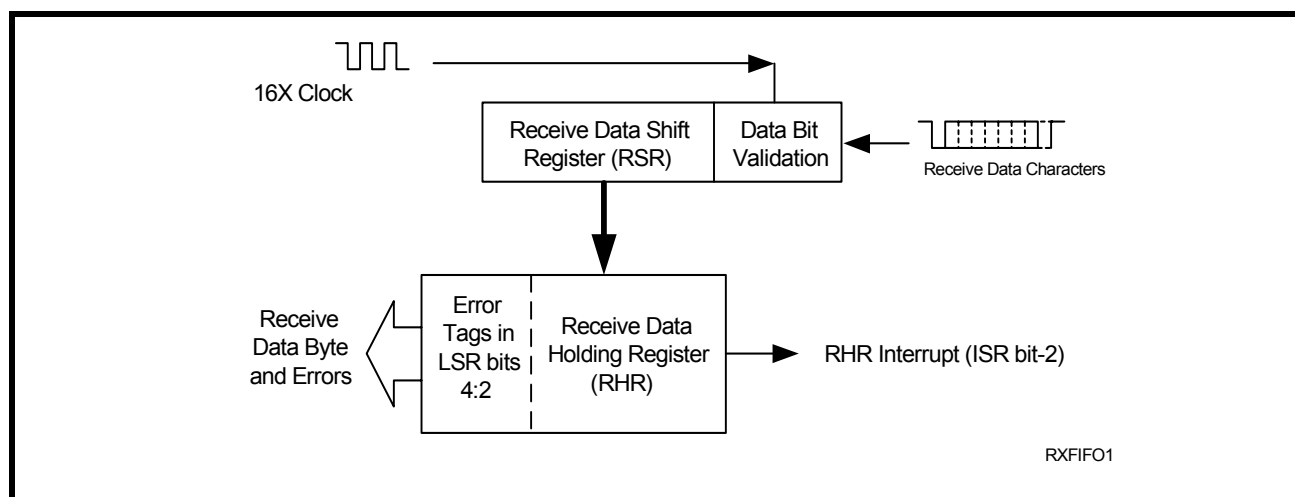 16X Clock
Receive Data Shift
Register (RSR)
Data Bit
Validation
Receive Data Characters
Receive
Data Byte
and Errors
Error
Tags in
LSR bits
4:2
Receive Data
Holding Register
(RHR)
RHR Interrupt (ISR bit-2)
RXFIFO1